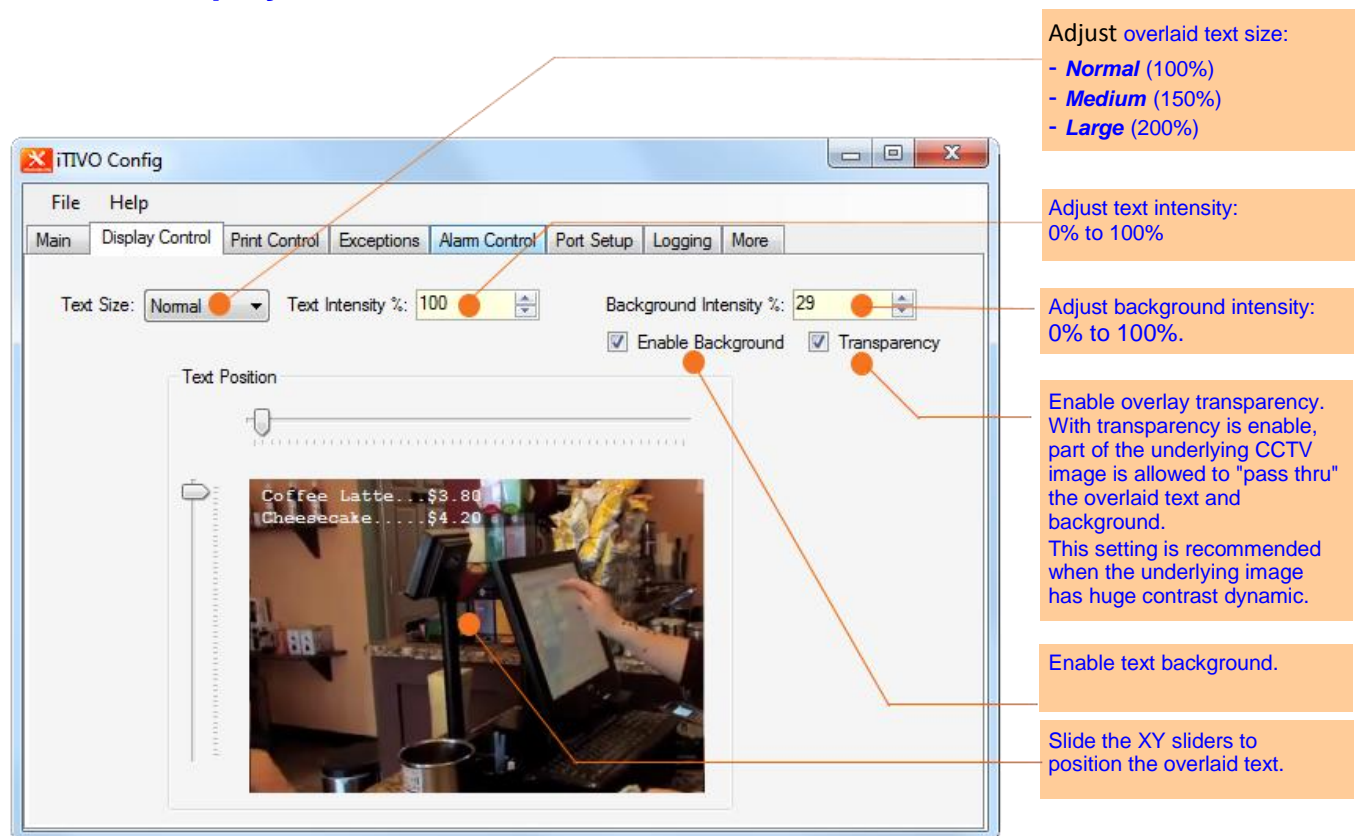 Adjust overlaid text size:
- Normal (100%)
- Medium (150%)
- Large (200%)
iTIVO Config
File Help
Main Display Control Print Control Exceptions Alarm Control Port Setup Logging More
Adjust text intensity:
0% to 100%
Text Size: Normal Text Intensity %: 100 Background Intensity %: 29
Enable Background Transparency
Adjust background intensity:
0% to 100%.
Text Position
Coffee Latte...$3.80
Cheesecake.....$4.20
Enable overlay transparency.
With transparency is enable,
part of the underlying CCTV
image is allowed to "pass thru"
the overlaid text and
background.
This setting is recommended
when the underlying image
has huge contrast dynamic.
Enable text background.
Slide the XY sliders to
position the overlaid text.